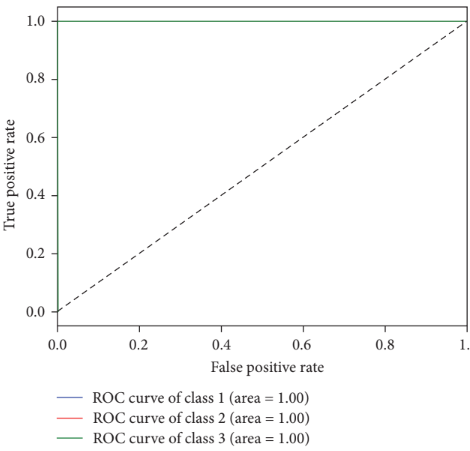 1.0
0.8
0.6
0.4
0.2
0.0
True positive rate
0.0 0.2 0.4 0.6 0.8 1.
False positive rate
ROC curve of class 1 (area = 1.00)
ROC curve of class 2 (area = 1.00)
ROC curve of class 3 (area = 1.00)